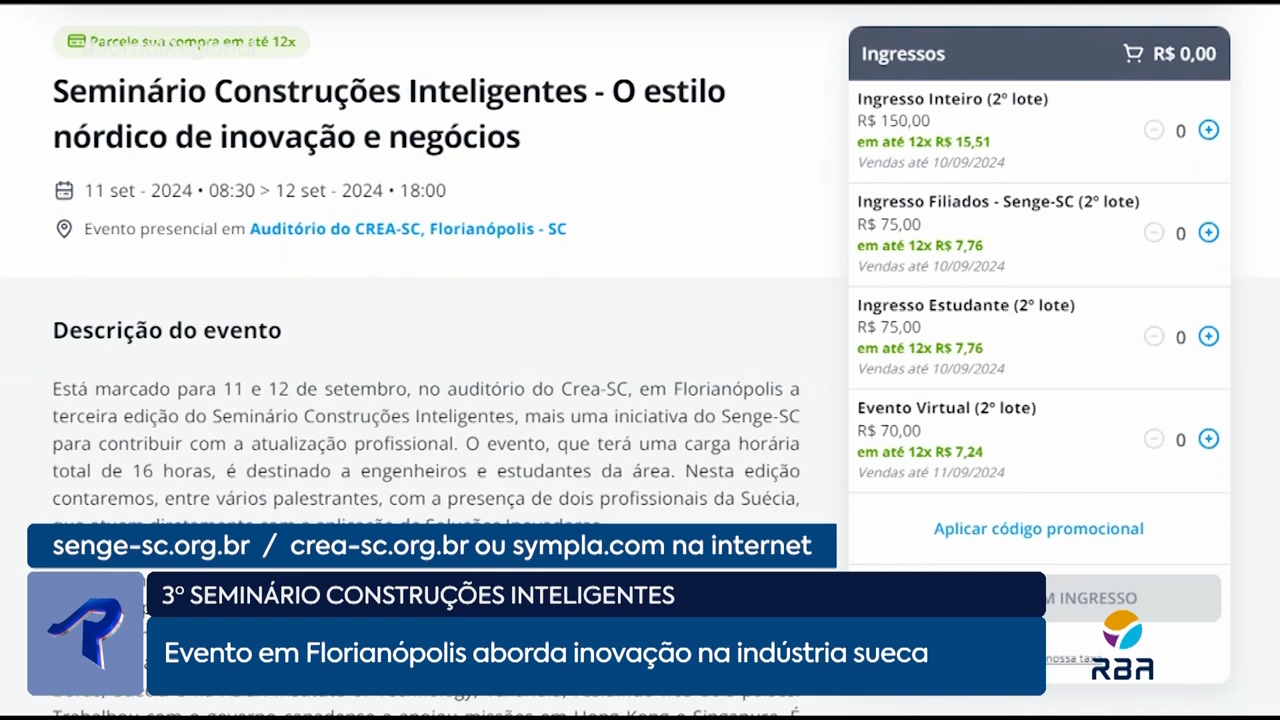 Parcele sua compra em até 12x
Seminário Construções Inteligentes - O estilo
nórdico de inovação e negócios
11 set - 2024 • 08:30 > 12 set - 2024 • 18:00
Evento presencial em Auditório do CREA-SC, Florianópolis - SC
Descrição do evento
Está marcado para 11 e 12 de setembro, no auditório do Crea-SC, em Florianópolis a
terceira edição do Seminário Construções Inteligentes, mais uma iniciativa do Senge-SC
para contribuir com a atualização profissional. O evento, que terá uma carga horária
total de 16 horas, é destinado a engenheiros e estudantes da área. Nesta edição
contaremos, entre vários palestrantes, com a presença de dois profissionais da Suécia,
Ingressos R$ 0,00
Ingresso Inteiro (2º lote)
R$ 150,00
em até 12x R$ 15,51
Vendas até 10/09/2024
0
Ingresso Filiados - Senge-SC (2º lote)
R$ 75,00
em até 12x R$ 7,76
Vendas até 10/09/2024
0
Ingresso Estudante (2º lote)
R$ 75,00
em até 12x R$ 7,76
Vendas até 10/09/2024
0
Evento Virtual (2º lote)
R$ 70,00
em até 12x R$ 7,24
Vendas até 11/09/2024
0
Aplicar código promocional
M INGRESSO
nossa taxa
senge-sc.org.br / crea-sc.org.br ou sympla.com na internet
3º SEMINÁRIO CONSTRUÇÕES INTELIGENTES
Evento em Florianópolis aborda inovação na indústria sueca
RBA